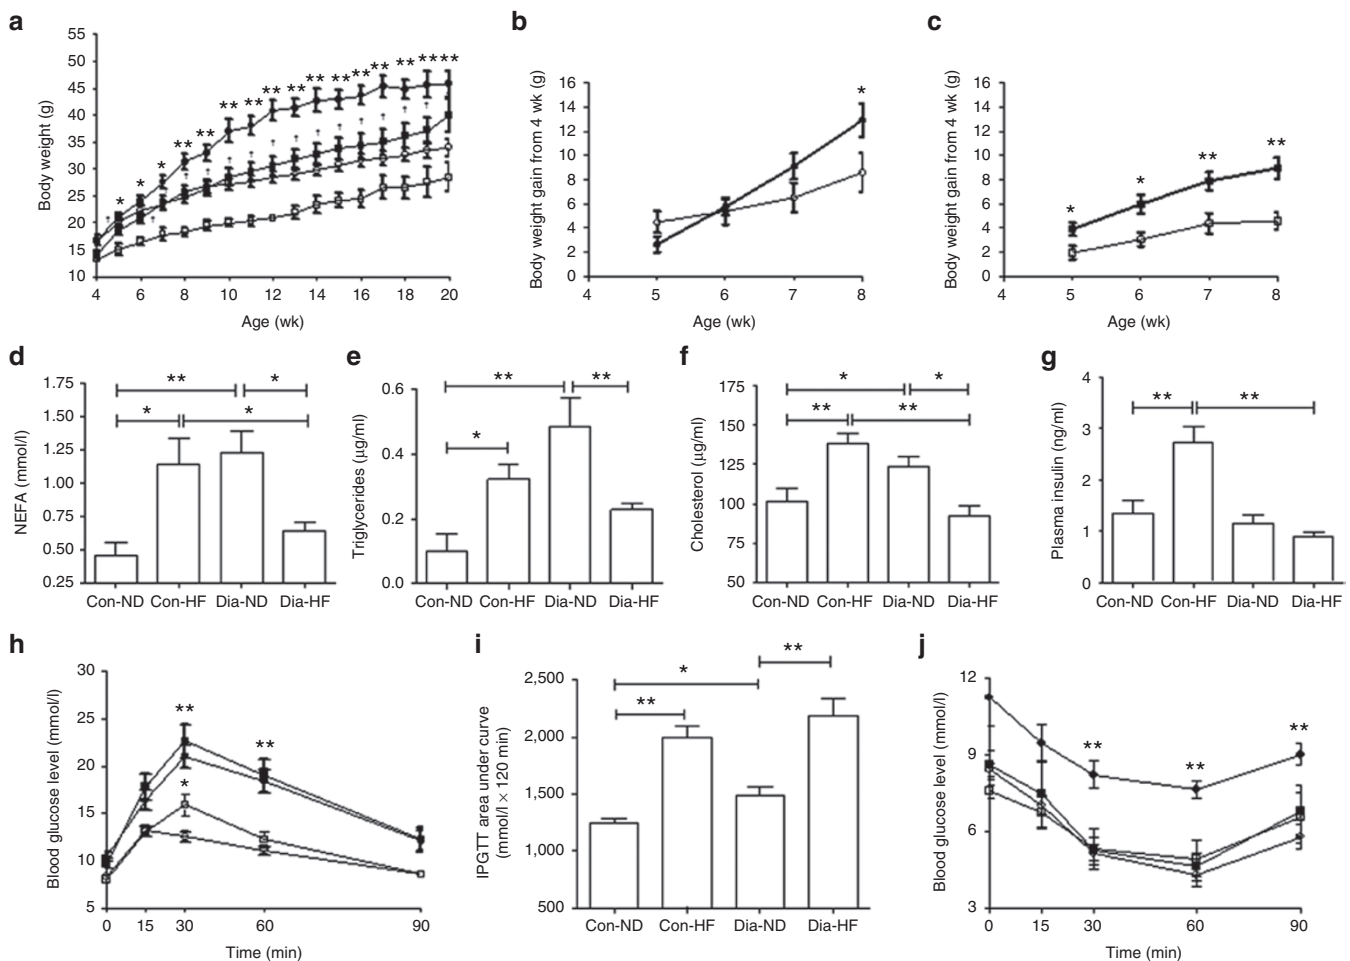 a
Body weight (g)
55
50
45
40
35
30
25
20
15
10
4 6 8 10 12 14 16 18 20
Age (wk)
* * * ** ** ** ** ** ** ** ** ** ** ** ****
† † † † † † † † † † † † †
b
Body weight gain from 4 wk (g)
16
14
12
10
8
6
4
2
0
4 5 6 7 8
Age (wk)
*
c
Body weight gain from 4 wk (g)
16
14
12
10
8
6
4
2
0
4 5 6 7 8
Age (wk)
* * ** **
d
NEFA (mmol/l)
1.75
1.50
1.25
1.00
0.75
0.50
0.25
** *
* *
Con-ND Con-HF Dia-ND Dia-HF
e
Triglycerides (μg/ml)
0.6
0.4
0.2
0.0
** **
*
Con-ND Con-HF Dia-ND Dia-HF
f
Cholesterol (μg/ml)
175
150
125
100
75
50
* *
** **
Con-ND Con-HF Dia-ND Dia-HF
g
Plasma insulin (ng/ml)
4
3
2
1
0
** **
Con-ND Con-HF Dia-ND Dia-HF
h
Blood glucose level (mmol/l)
30
25
20
15
10
5
** **
*
0 15 30 60 90
Time (min)
i
IPGTT area under curve
(mmol/l × 120 min)
2,500
2,000
1,500
1,000
500
**
*
**
Con-ND Con-HF Dia-ND Dia-HF
j
Blood glucose level (mmol/l)
12
9
6
3
** ** **
0 15 30 60 90
Time (min)